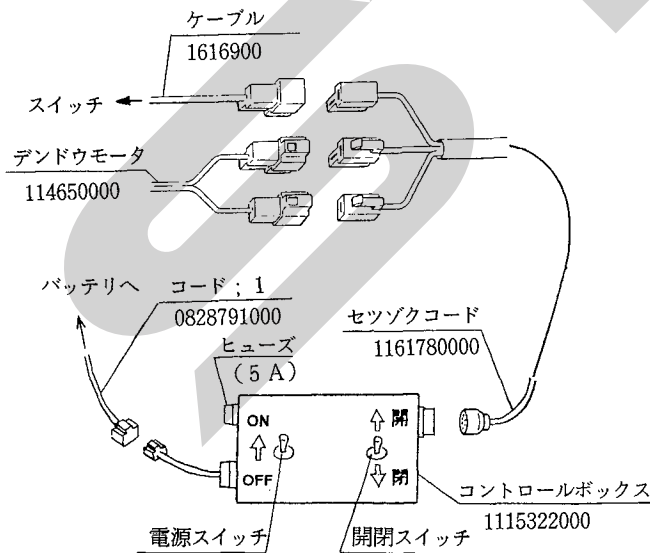 ケーブル
1616900
スイッチ
デンドウモータ
114650000
バッテリへ
コード；1
0828791000
ヒューズ
(5A)
セツゾクコード
1161780000
ON
OFF
開
閉
コントロールボックス
1115322000
電源スイッチ
開閉スイッチ